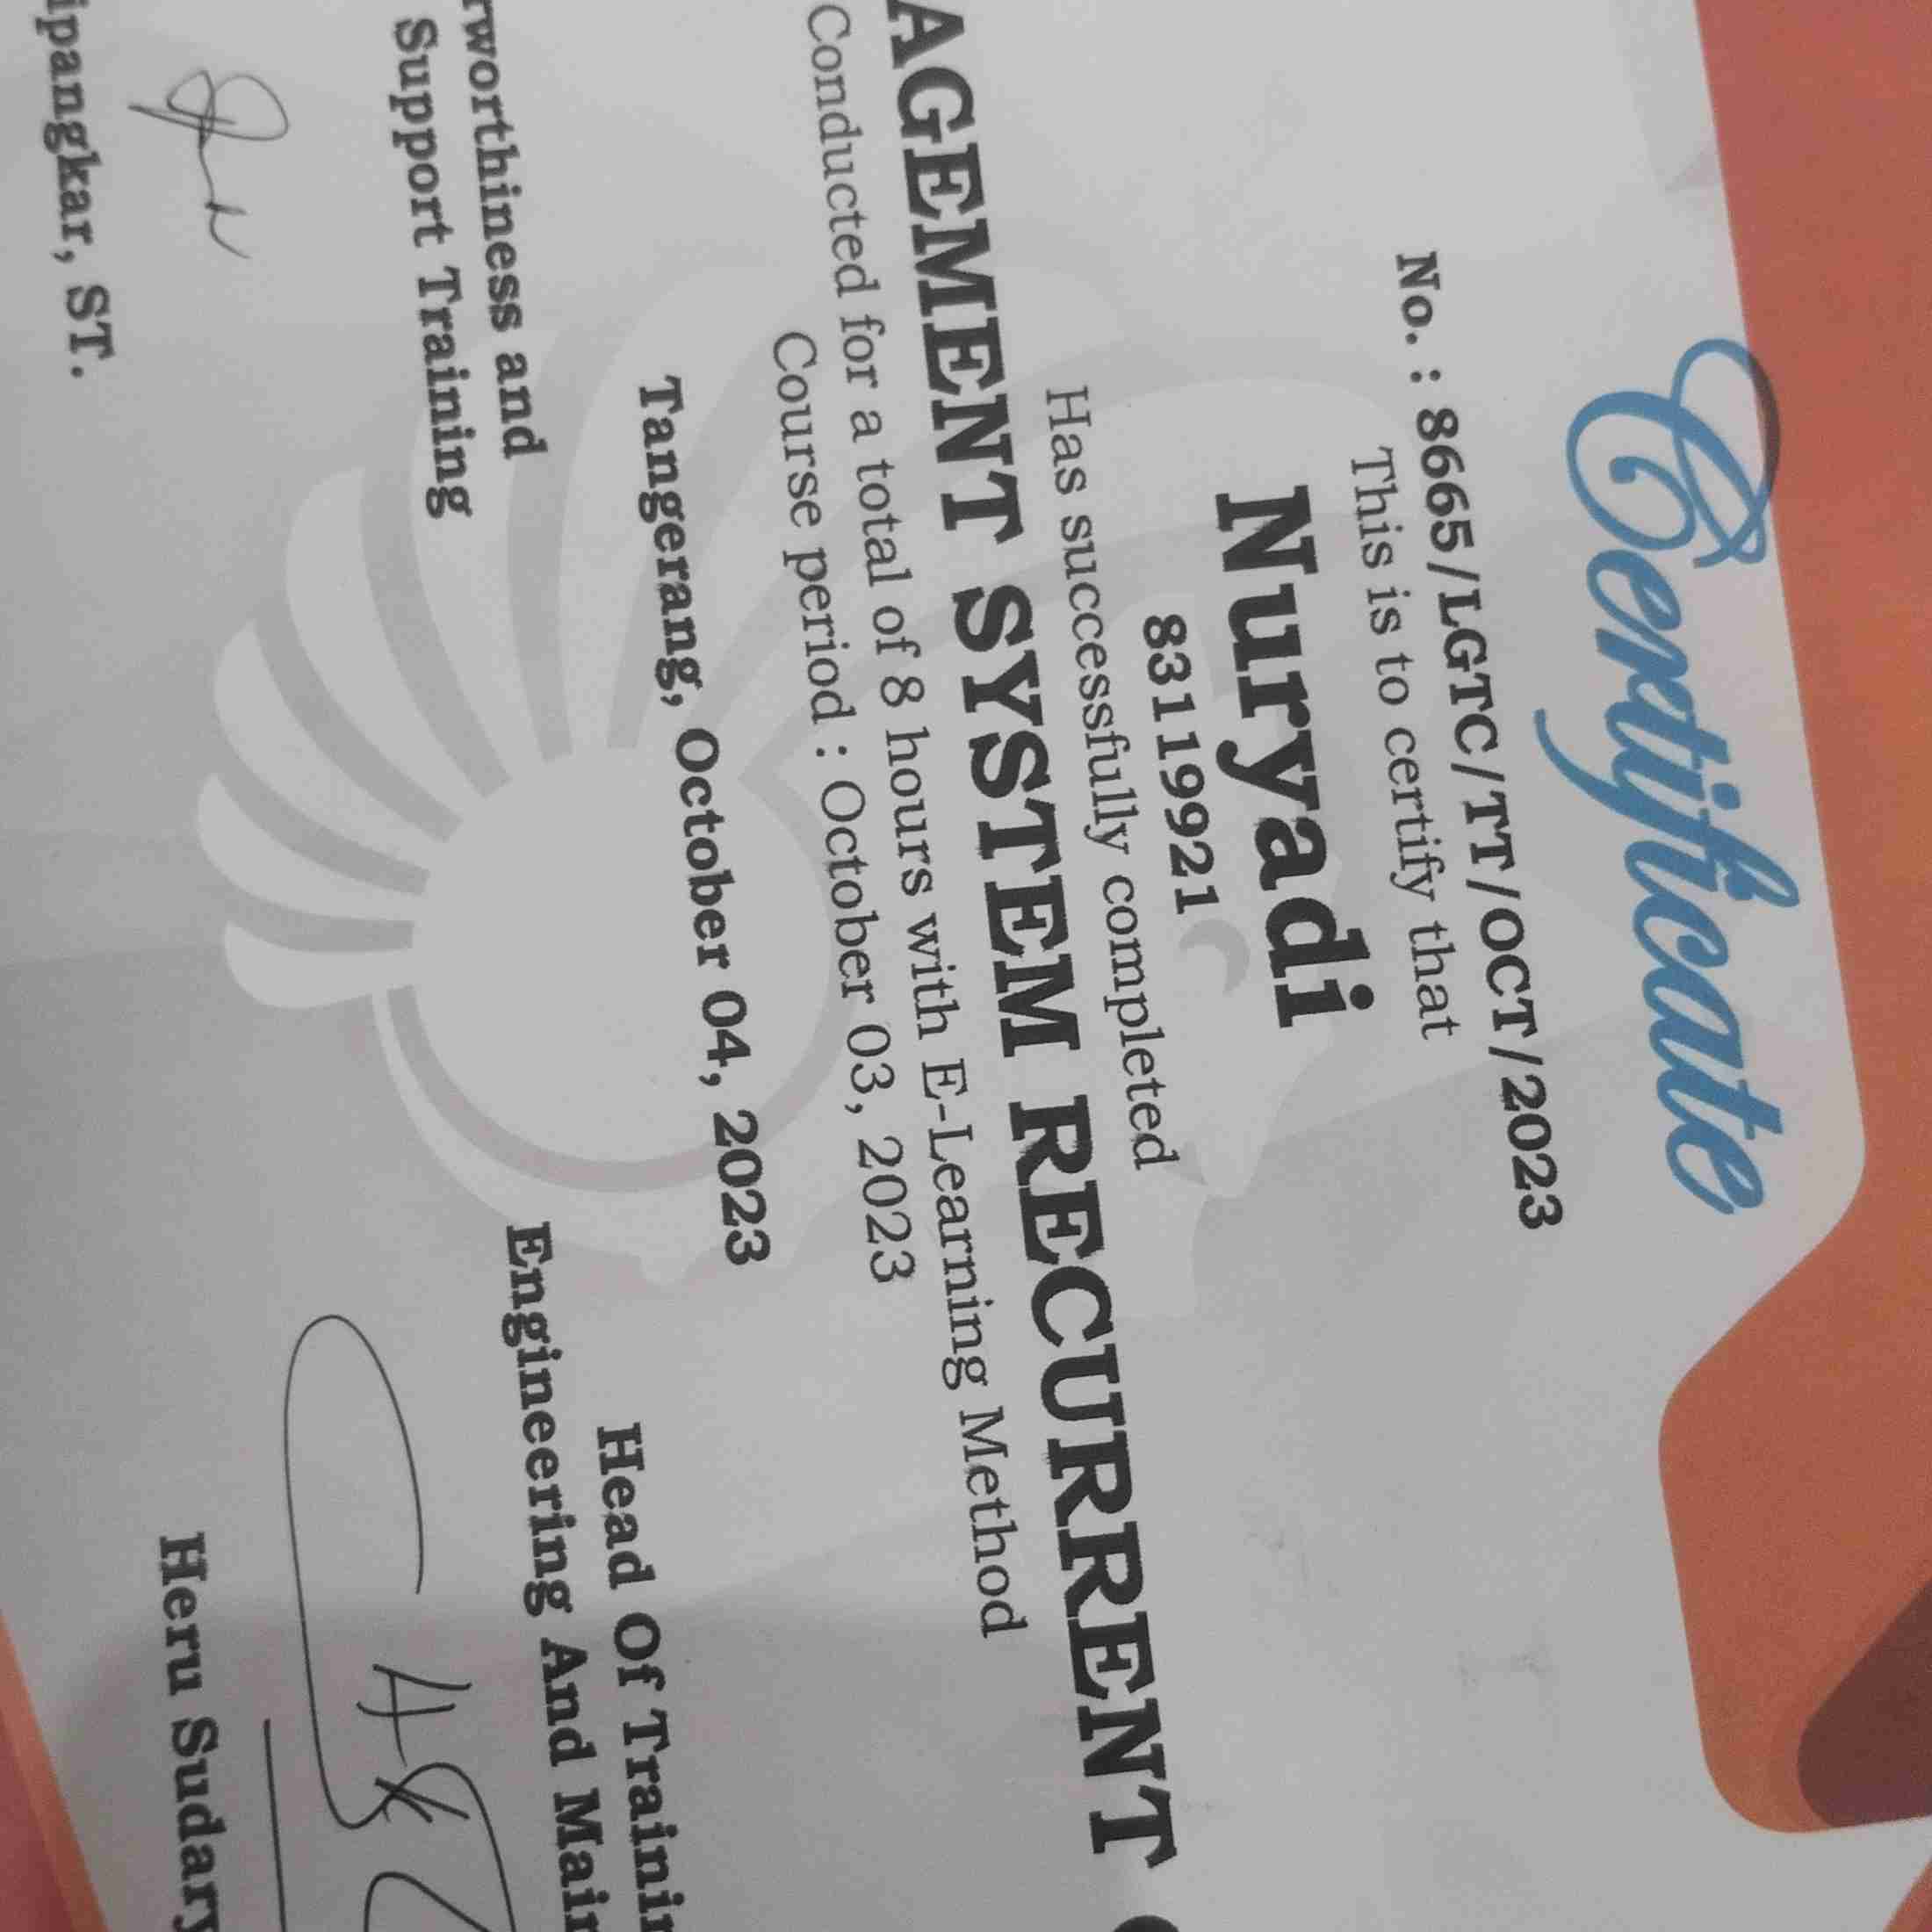 Certificate
No. : 8665/LGTC/TT/OCT/2023
This is to certify that
Nuryadi
83119921
Has successfully completed
AGEMENT SYSTEM RECURRENT
Conducted for a total of 8 hours with E-Learning Method
Course period : October 03, 2023
Tangerang, October 04, 2023
rworthiness and
Support Training
ipangkar, ST.
Head Of Trainin
Engineering And Main
Heru Sudary